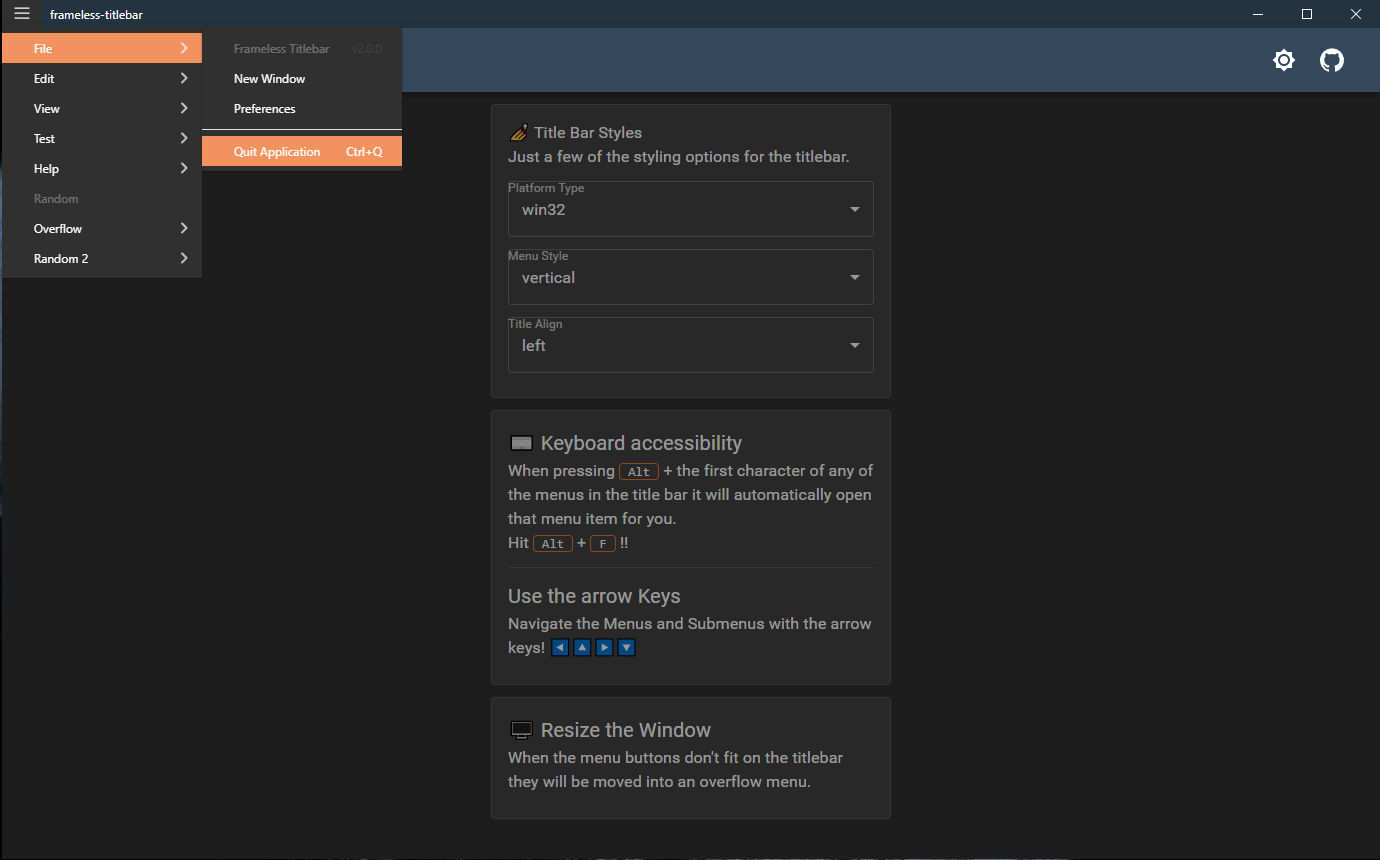 frameless-titlebar
File
Edit
View
Test
Help
Random
Overflow
Random 2
Frameless Titlebar v2.0.0
New Window
Preferences
Quit Application Ctrl+Q
Title Bar Styles
Just a few of the styling options for the titlebar.
Platform Type
win32
Menu Style
vertical
Title Align
left
Keyboard accessibility
When pressing Alt + the first character of any of
the menus in the title bar it will automatically open
that menu item for you.
Hit Alt + F !!
Use the arrow Keys
Navigate the Menus and Submenus with the arrow
keys!
Resize the Window
When the menu buttons don't fit on the titlebar
they will be moved into an overflow menu.